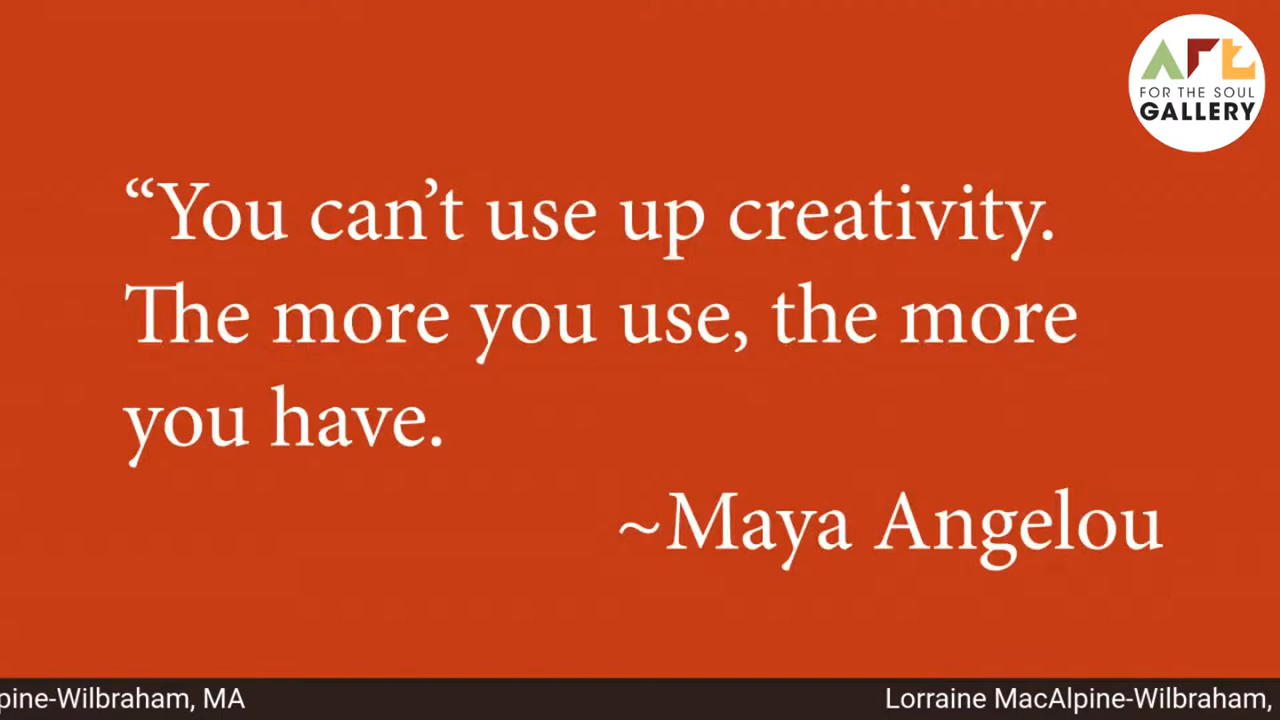 Art
FOR THE SOUL
GALLERY
“You can’t use up creativity.
The more you use, the more
you have.
~Maya Angelou
pine-Wilbraham, MA
Lorraine MacAlpine-Wilbraham,